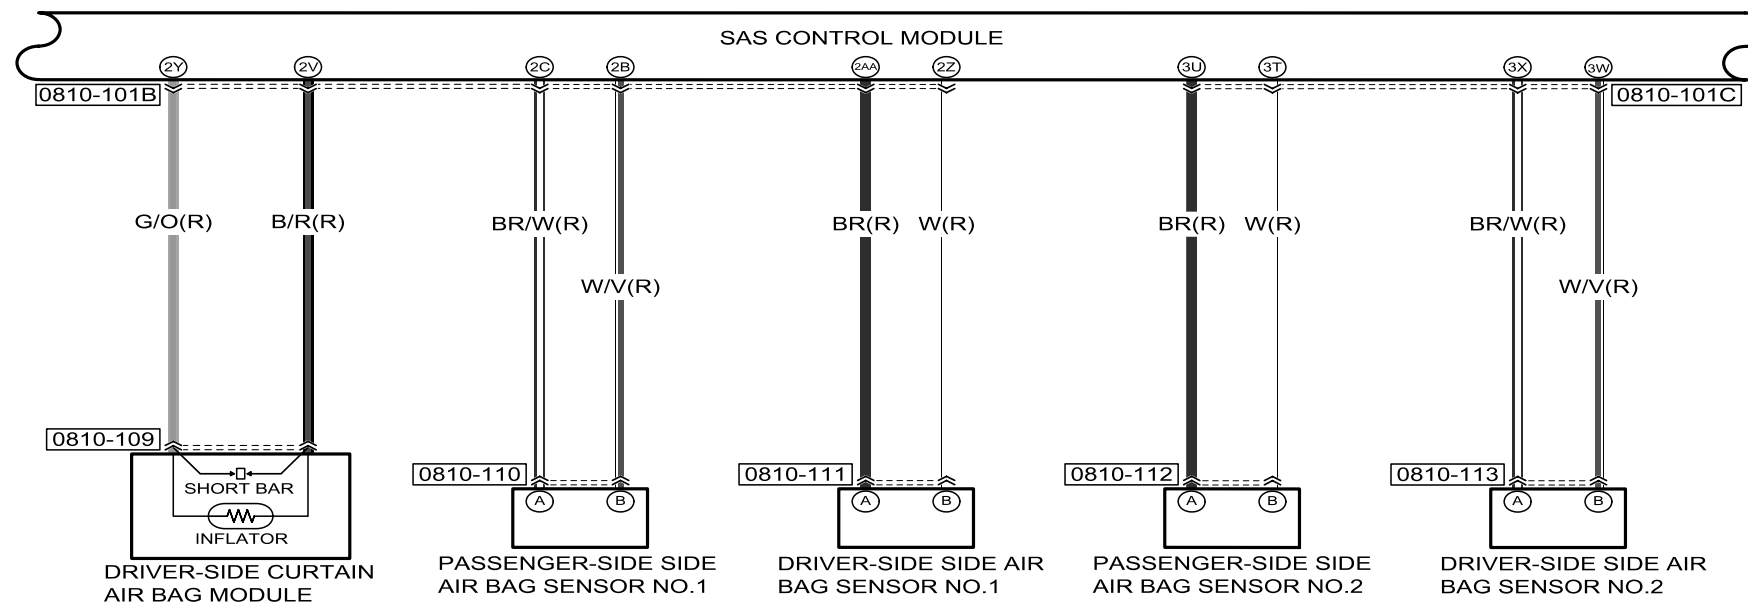 SAS CONTROL MODULE
2Y 2V 2C 2B 2AA 2Z 3U 3T 3X 3W
0810-101B 0810-101C
G/O(R) B/R(R) BR/W(R) BR(R) W(R) BR(R) W(R) BR/W(R)
W/V(R) W/V(R)
0810-109
0810-110 0810-111 0810-112 0810-113
SHORT BAR
A B A B A B A B
INFLATOR
DRIVER-SIDE CURTAIN
AIR BAG MODULE
PASSENGER-SIDE SIDE
AIR BAG SENSOR NO.1
DRIVER-SIDE SIDE AIR
BAG SENSOR NO.1
PASSENGER-SIDE SIDE
AIR BAG SENSOR NO.2
DRIVER-SIDE SIDE AIR
BAG SENSOR NO.2